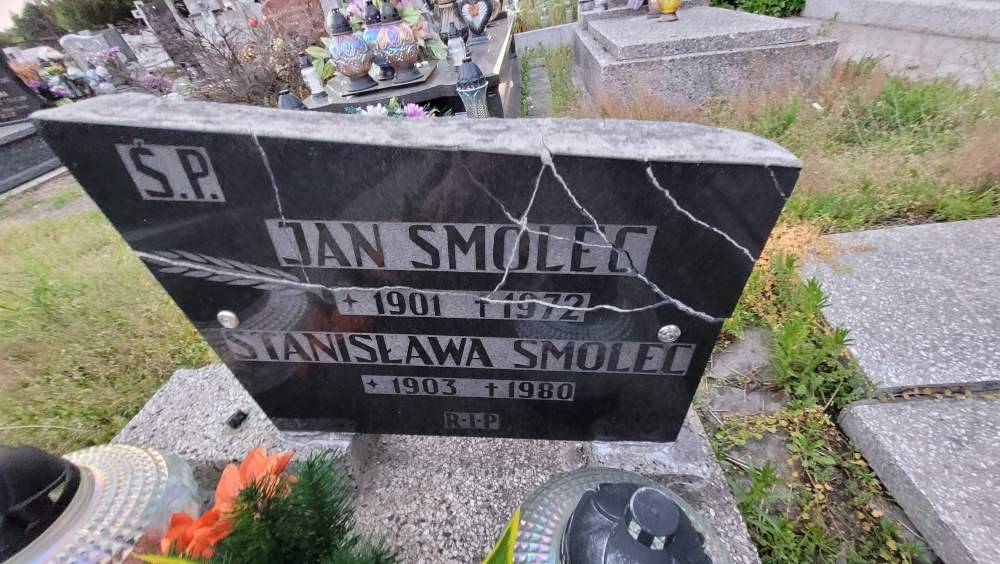 Ś.P.
JAN SMOLEC
* 1901 † 1972
STANISŁAWA SMOLEC
* 1903 † 1980
R·I·P